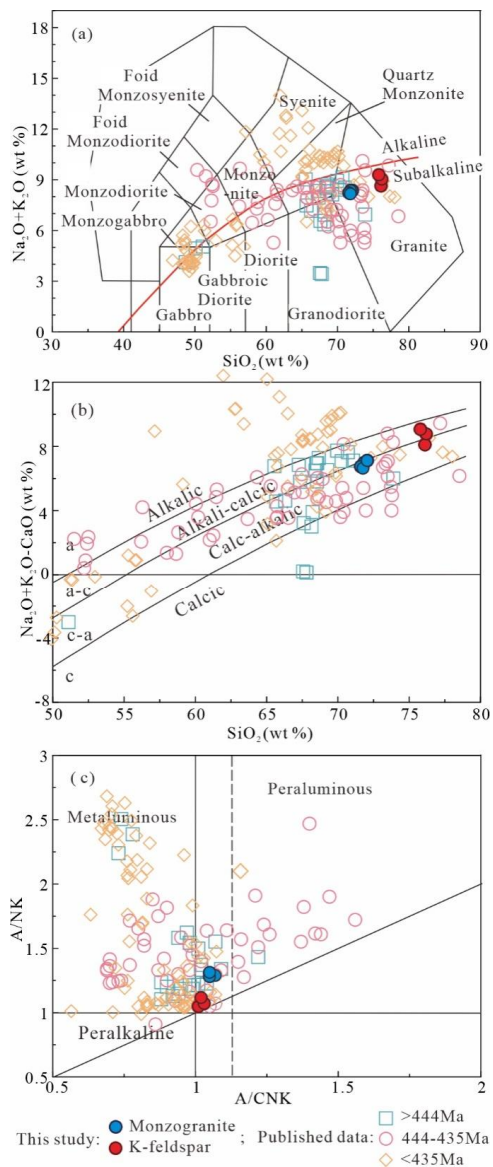 (a)
18
15
12
9
6
3
0
Na₂O+K₂O (wt %)
Foid
Monzosyenite
Foid
Monzodiorite
Monzodiorite
Monzogabbro
Syenite
Quartz
Monzonite
Monzo
-nite
Alkaline
Subalkaline
Diorite
Gabbroic
Diorite
Gabbro
Granodiorite
Granite
30 40 50 60 70 80 90
SiO₂(wt %)
(b)
12
8
4
0
-4
-8
Na₂O+K₂O-CaO (wt %)
Alkalic
Alkali-calcic
Calc-alkalic
Calcic
a
a-c
c-a
c
50 55 60 65 70 75 80
SiO₂(wt %)
(c)
3
2.5
2
1.5
1
0.5
A/NK
Metaluminous
Peraluminous
Peralkaline
0.5 1 1.5 2
A/CNK
This study: Monzogranite
K-feldspar
; Published data: >444Ma
444-435Ma
<435Ma